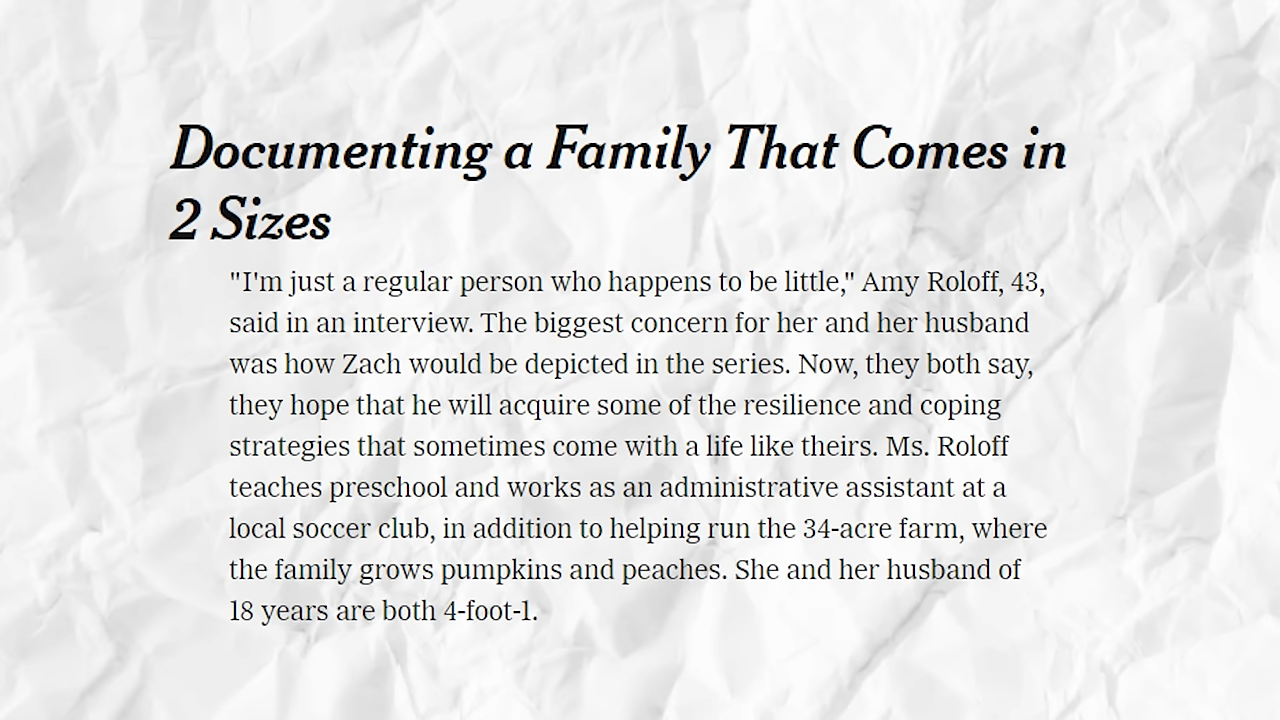 Documenting a Family That Comes in
2 Sizes
"I'm just a regular person who happens to be little," Amy Roloff, 43,
said in an interview. The biggest concern for her and her husband
was how Zach would be depicted in the series. Now, they both say,
they hope that he will acquire some of the resilience and coping
strategies that sometimes come with a life like theirs. Ms. Roloff
teaches preschool and works as an administrative assistant at a
local soccer club, in addition to helping run the 34-acre farm, where
the family grows pumpkins and peaches. She and her husband of
18 years are both 4-foot-1.